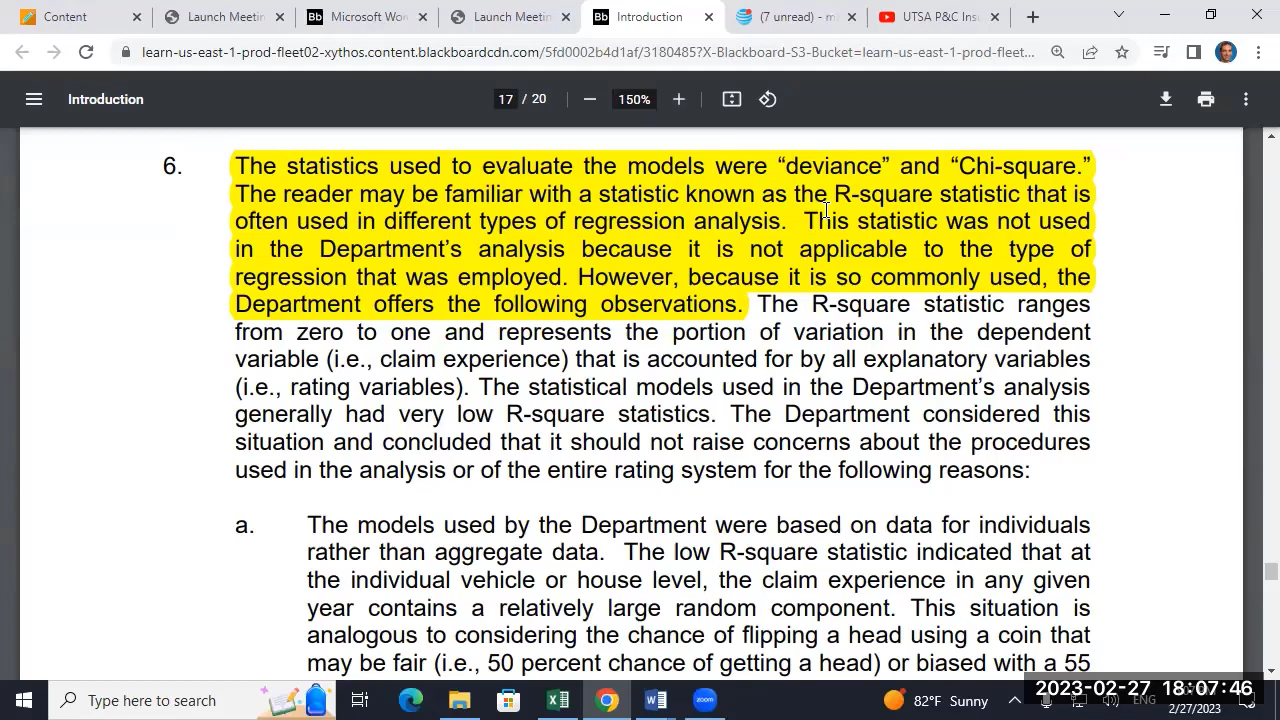 Content
Launch Meetin
Microsoft Wo
Launch Meetin
Introduction
(7 unread) - m
UTSA P&C Ins
learn-us-east-1-prod-fleet02-xythos.content.blackboardcdn.com/5fd0002b4d1af/3180485?X-Blackboard-S3-Bucket=learn-us-east-1-prod-fleet...
Introduction
17 / 20
150%
6. The statistics used to evaluate the models were “deviance” and “Chi-square.”
The reader may be familiar with a statistic known as the R-square statistic that is
often used in different types of regression analysis. This statistic was not used
in the Department’s analysis because it is not applicable to the type of
regression that was employed. However, because it is so commonly used, the
Department offers the following observations. The R-square statistic ranges
from zero to one and represents the portion of variation in the dependent
variable (i.e., claim experience) that is accounted for by all explanatory variables
(i.e., rating variables). The statistical models used in the Department’s analysis
generally had very low R-square statistics. The Department considered this
situation and concluded that it should not raise concerns about the procedures
used in the analysis or of the entire rating system for the following reasons:
a. The models used by the Department were based on data for individuals
rather than aggregate data. The low R-square statistic indicated that at
the individual vehicle or house level, the claim experience in any given
year contains a relatively large random component. This situation is
analogous to considering the chance of flipping a head using a coin that
may be fair (i.e., 50 percent chance of getting a head) or biased with a 55
Type here to search
zoom
82°F Sunny
ENG
2023-02-27 18:07:46
2/27/2023